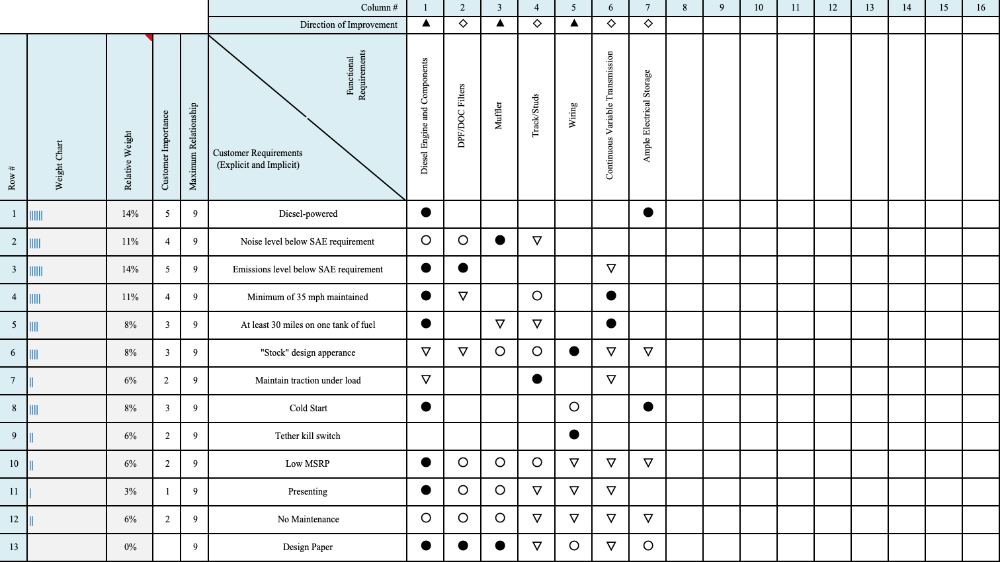 Column # 1 2 3 4 5 6 7 8 9 10 11 12 13 14 15 16
Direction of Improvement ▲ ◇ ▲ ◇ ▲ ◇ ◇
Row #
Weight Chart
Relative Weight
Customer Importance
Maximum Relationship
Functional
Requirements
Customer Requirements
(Explicit and Implicit)
Diesel Engine and Components
DPF/DOC Filters
Muffler
Track/Studs
Wiring
Continuous Variable Transmission
Ample Electrical Storage
1 |||||| 14% 5 9 Diesel-powered ● ●
2 ||||| 11% 4 9 Noise level below SAE requirement ○ ○ ● ▽
3 |||||| 14% 5 9 Emissions level below SAE requirement ● ● ▽
4 ||||| 11% 4 9 Minimum of 35 mph maintained ● ▽ ○ ●
5 |||| 8% 3 9 At least 30 miles on one tank of fuel ● ▽ ▽ ●
6 |||| 8% 3 9 "Stock" design apperance ▽ ▽ ○ ○ ● ▽ ▽
7 || 6% 2 9 Maintain traction under load ▽ ● ▽
8 |||| 8% 3 9 Cold Start ● ○ ●
9 || 6% 2 9 Tether kill switch ●
10 || 6% 2 9 Low MSRP ● ○ ○ ○ ▽ ▽ ▽
11 | 3% 1 9 Presenting ● ○ ○ ▽ ▽ ▽
12 || 6% 2 9 No Maintenance ○ ○ ○ ▽ ▽ ▽ ▽
13 0% 9 Design Paper ● ● ● ▽ ○ ▽ ○